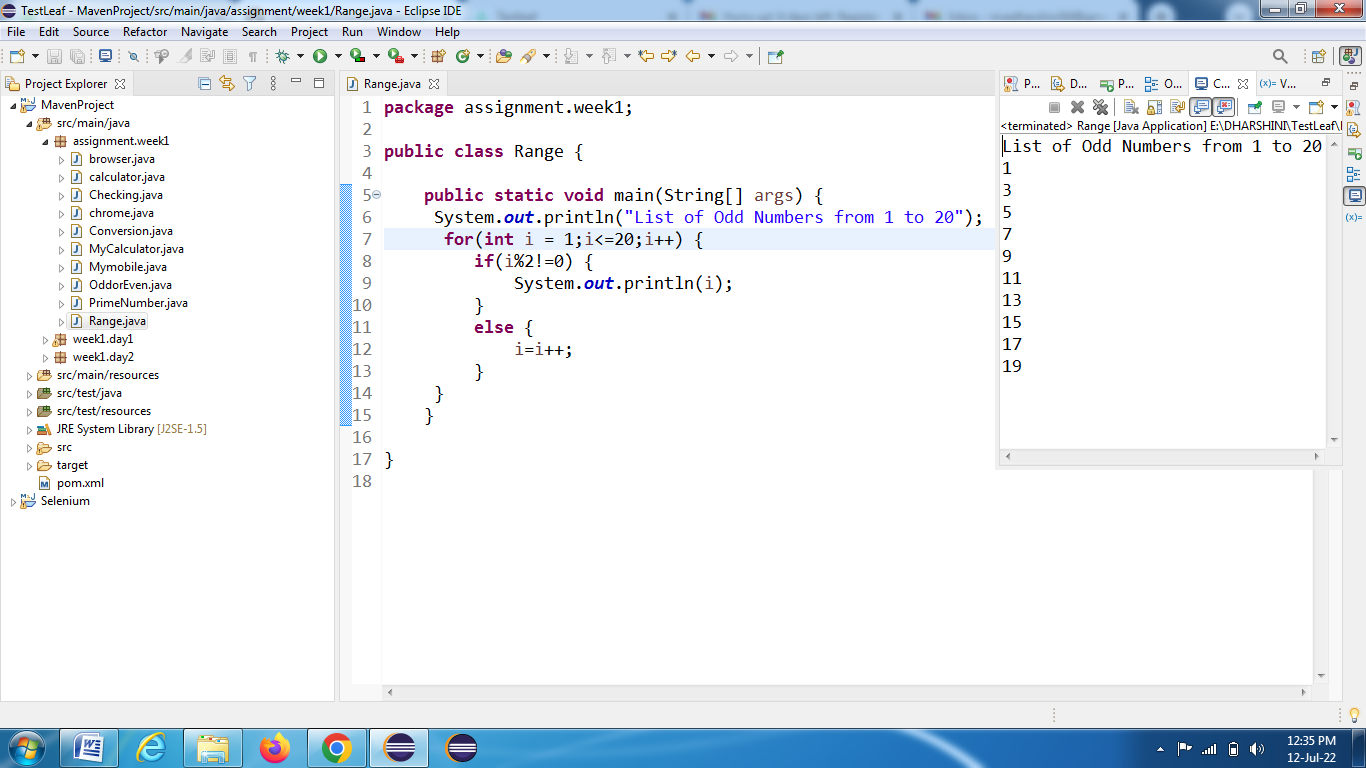 TestLeaf - MavenProject/src/main/java/assignment/week1/Range.java - Eclipse IDE
File Edit Source Refactor Navigate Search Project Run Window Help
Project Explorer
MavenProject
src/main/java
assignment.week1
browser.java
calculator.java
Checking.java
chrome.java
Conversion.java
MyCalculator.java
Mymobile.java
OddorEven.java
PrimeNumber.java
Range.java
week1.day1
week1.day2
src/main/resources
src/test/java
src/test/resources
JRE System Library [J2SE-1.5]
src
target
pom.xml
Selenium
Range.java
1 package assignment.week1;
2
3 public class Range {
4
5 public static void main(String[] args) {
6 System.out.println("List of Odd Numbers from 1 to 20");
7 for(int i = 1;i<=20;i++) {
8 if(i%2!=0) {
9 System.out.println(i);
10 }
11 else {
12 i=i++;
13 }
14 }
15 }
16
17 }
18
P... D... P... O... C... (x)= V...
<terminated> Range [Java Application] E:\DHARSHINI\TestLeaf\
List of Odd Numbers from 1 to 20
1
3
5
7
9
11
13
15
17
19
(x)=
12:35 PM
12-Jul-22